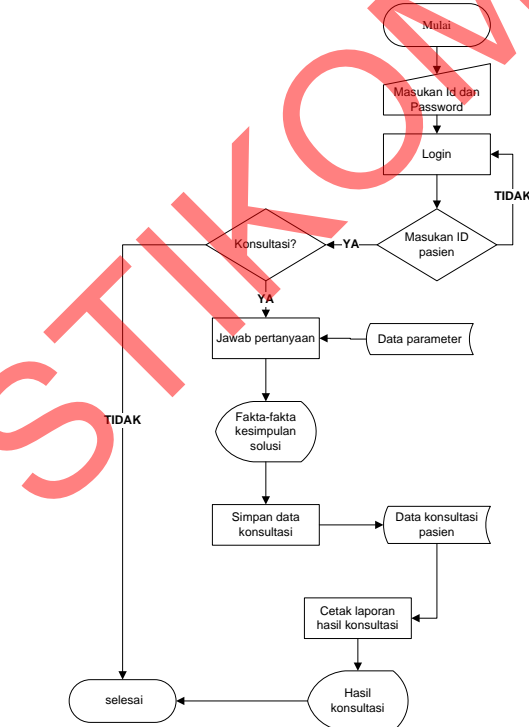 Mulai
Masukan Id dan
Password
Login
TIDAK
Masukan ID
pasien
YA
Konsultasi?
YA
Jawab pertanyaan
Data parameter
Fakta-fakta
kesimpulan
solusi
TIDAK
Simpan data
konsultasi
Data konsultasi
pasien
Cetak laporan
hasil konsultasi
Hasil
konsultasi
selesai
STIKOM